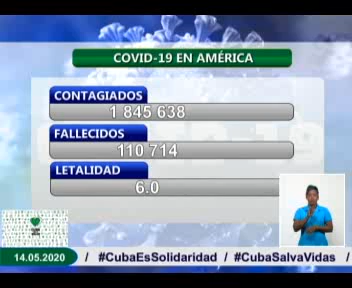 COVID-19 EN AMÉRICA
CONTAGIADOS
1 845 638
FALLECIDOS
110 714
LETALIDAD
6.0
14.05.2020 / #CubaEsSolidaridad / #CubaSalvaVidas /